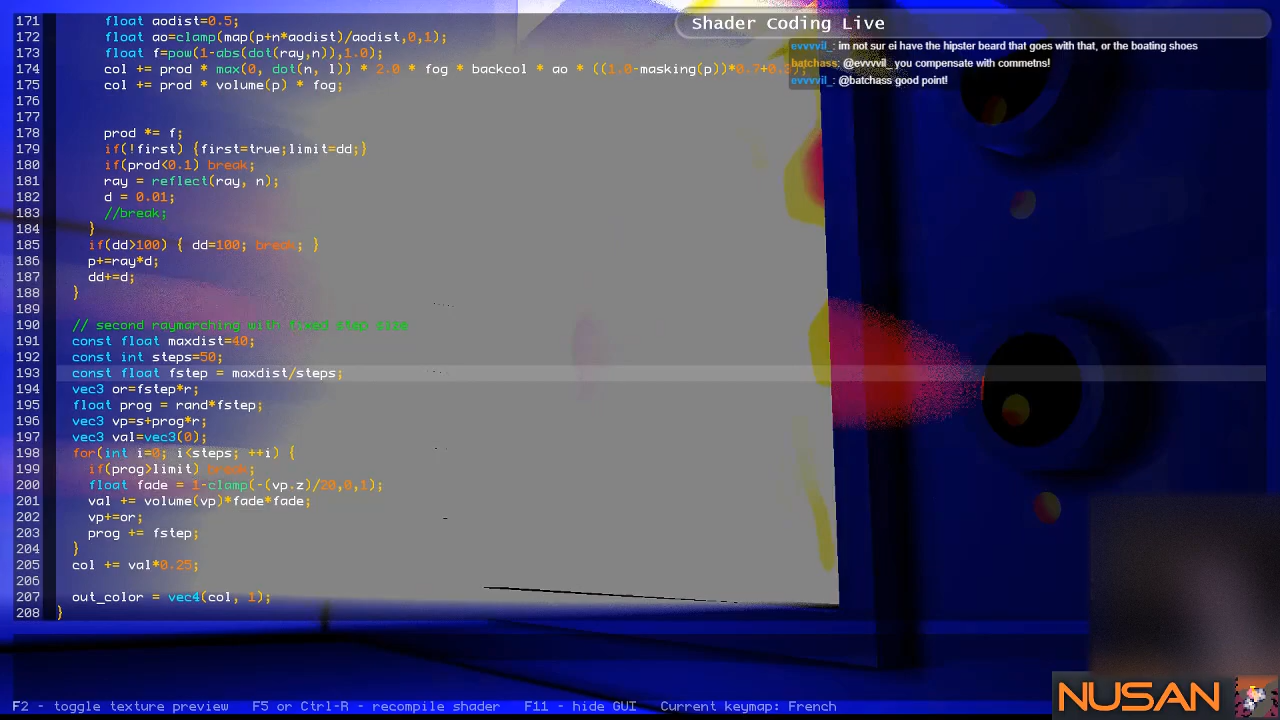 Shader Coding Live
evvvvil_: im not sur ei have the hipster beard that goes with that, or the boating shoes
batchass: @evvvvil_ you compensate with commetns!
evvvvil_: @batchass good point!
171 float aodist=0.5;
172 float ao=clamp(map(p+n*aodist)/aodist,0,1);
173 float f=pow(1-abs(dot(ray,n)),1.0);
174 col += prod * max(0, dot(n, l)) * 2.0 * fog * backcol * ao * ((1.0-masking(p))*0.7+0.3);
175 col += prod * volume(p) * fog;
176
177
178 prod *= f;
179 if(!first) {first=true;limit=dd;}
180 if(prod<0.1) break;
181 ray = reflect(ray, n);
182 d = 0.01;
183 //break;
184 }
185 if(dd>100) { dd=100; break; }
186 p+=ray*d;
187 dd+=d;
188 }
189
190 // second raymarching with fixed step size
191 const float maxdist=40;
192 const int steps=50;
193 const float fstep = maxdist/steps;
194 vec3 or=fstep*r;
195 float prog = rand*fstep;
196 vec3 vp=s+prog*r;
197 vec3 val=vec3(0);
198 for(int i=0; i<steps; ++i) {
199 if(prog>limit) break;
200 float fade = 1-clamp(-(vp.z)/20,0,1);
201 val += volume(vp)*fade*fade;
202 vp+=or;
203 prog += fstep;
204 }
205 col += val*0.25;
206
207 out_color = vec4(col, 1);
208 }
F2 - toggle texture preview F5 or Ctrl-R - recompile shader F11 - hide GUI Current keymap: French
NUSAN